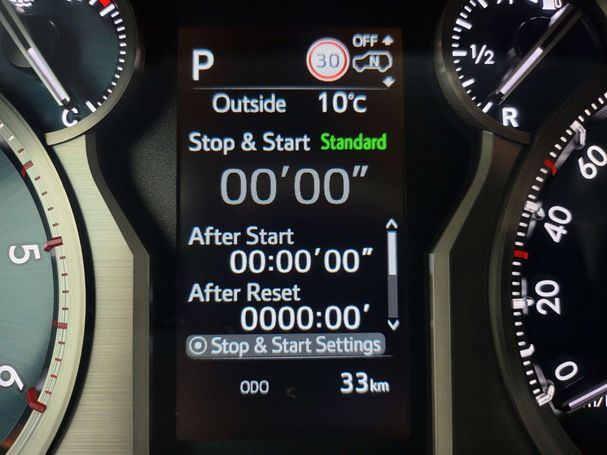 P
30
OFF
N
1/2
C
R
Outside 10°C
Stop & Start Standard
00'00"
After Start
00:00'00"
After Reset
0000:00'
Stop & Start Settings
ODO 33km
5
6
60
40
20
0